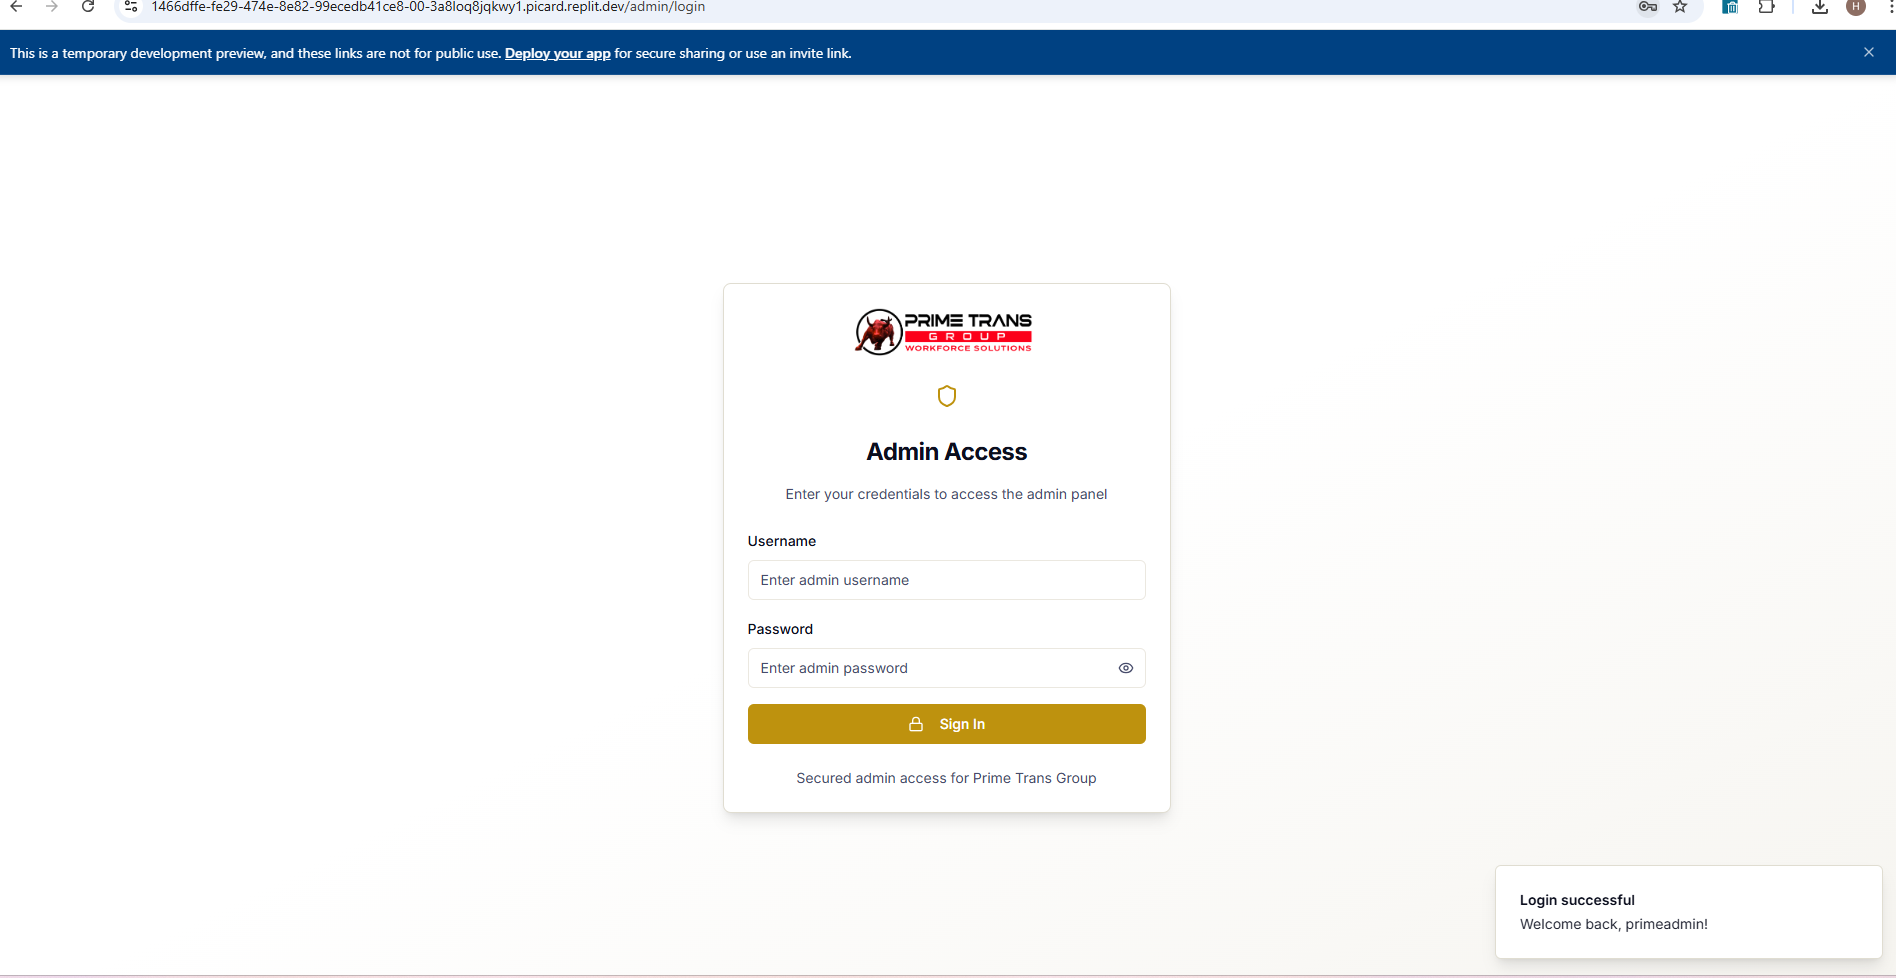 1466dffe-fe29-474e-8e82-99ecedb41ce8-00-3a8loq8jqkwy1.picard.replit.dev/admin/login
H
This is a temporary development preview, and these links are not for public use. Deploy your app for secure sharing or use an invite link.
PRIME TRANS
GROUP
WORKFORCE SOLUTIONS
Admin Access
Enter your credentials to access the admin panel
Username
Enter admin username
Password
Enter admin password
Sign In
Secured admin access for Prime Trans Group
Login successful
Welcome back, primeadmin!